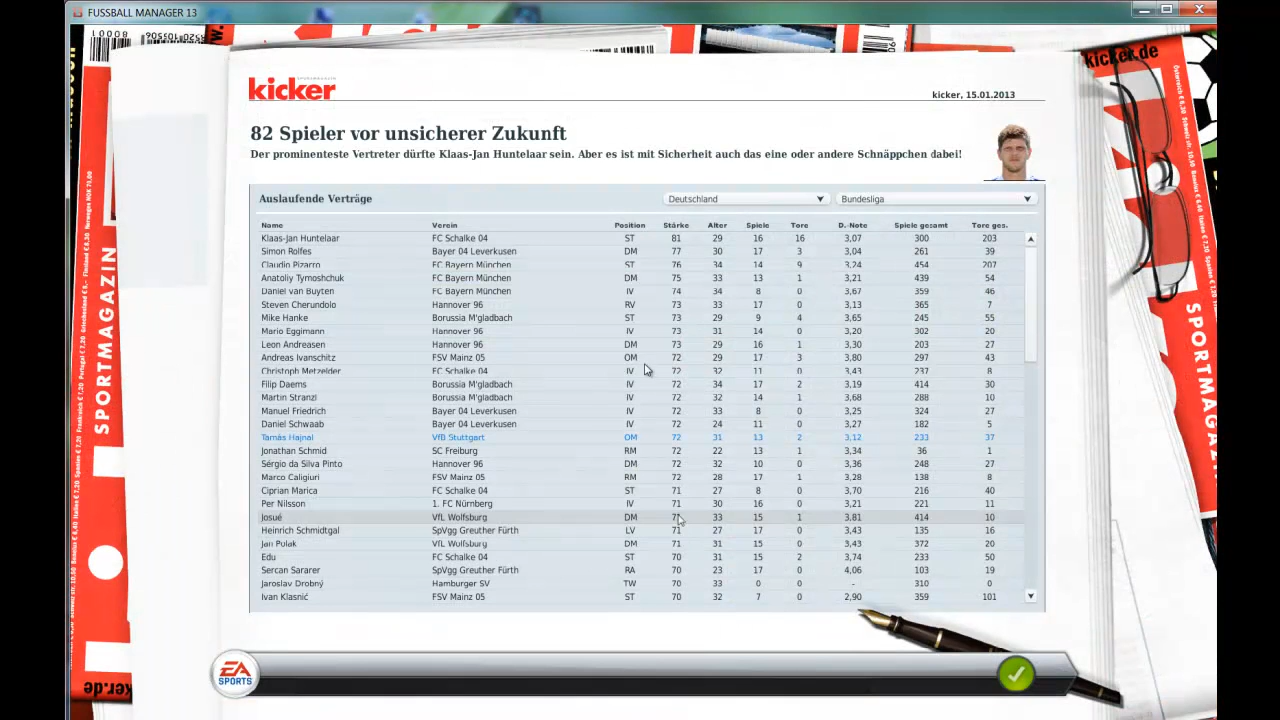 FUSSBALL MANAGER 13
kicker
kicker.de
kicker, 15.01.2013
82 Spieler vor unsicherer Zukunft
Der prominenteste Vertreter dürfte Klaas-Jan Huntelaar sein. Aber es ist mit Sicherheit auch das eine oder andere Schnäppchen dabei!
Auslaufende Verträge Deutschland Bundesliga
Name Verein Position Stärke Alter Spiele Tore D.-Note Spiele gesamt Tore ges.
Klaas-Jan Huntelaar FC Schalke 04 ST 81 29 16 16 3,07 300 203
Simon Rolfes Bayer 04 Leverkusen DM 77 30 17 3 3,04 261 39
Claudio Pizarro FC Bayern München ST 76 34 14 9 3,24 454 207
Anatoliy Tymoshchuk FC Bayern München DM 75 33 13 1 3,21 439 54
Daniel van Buyten FC Bayern München IV 74 34 8 0 3,67 359 46
Steven Cherundolo Hannover 96 RV 73 33 17 0 3,13 365 7
Mike Hanke Borussia M'gladbach ST 73 29 9 4 3,65 245 55
Mario Eggimann Hannover 96 IV 73 31 14 0 3,20 302 20
Leon Andreasen Hannover 96 DM 73 29 16 1 3,30 203 27
Andreas Ivanschitz FSV Mainz 05 OM 72 29 17 3 3,80 297 43
Christoph Metzelder FC Schalke 04 IV 72 32 11 0 3,43 237 8
Filip Daems Borussia M'gladbach IV 72 34 17 2 3,19 414 30
Martin Stranzl Borussia M'gladbach IV 72 32 14 1 3,68 288 10
Manuel Friedrich Bayer 04 Leverkusen IV 72 33 8 0 3,25 324 27
Daniel Schwaab Bayer 04 Leverkusen IV 72 24 11 0 3,27 182 5
Tamás Hajnal VfB Stuttgart OM 72 31 13 2 3,12 233 37
Jonathan Schmid SC Freiburg RM 72 22 13 1 3,34 36 1
Sérgio da Silva Pinto Hannover 96 DM 72 32 10 0 3,36 248 27
Marco Caligiuri FSV Mainz 05 RM 72 28 17 1 3,28 138 8
Ciprian Marica FC Schalke 04 ST 71 27 8 0 3,70 216 40
Per Nilsson 1. FC Nürnberg IV 71 30 16 0 3,21 221 11
Josué VfL Wolfsburg DM 33 15 1 3,81 414 10
Heinrich Schmidtgal SpVgg Greuther Fürth LV 71 27 17 0 3,43 135 16
Jan Polák VfL Wolfsburg DM 71 31 15 0 3,43 372 20
Edu FC Schalke 04 ST 70 31 15 2 3,74 233 50
Sercan Sararer SpVgg Greuther Fürth RA 70 23 17 0 4,06 103 19
Jaroslav Drobný Hamburger SV TW 70 33 0 0 - 310 0
Ivan Klasnić FSV Mainz 05 ST 70 32 7 0 2,90 359 101
EA SPORTS
SPORTMAGAZIN
SPORTMAGAZIN
ker.de